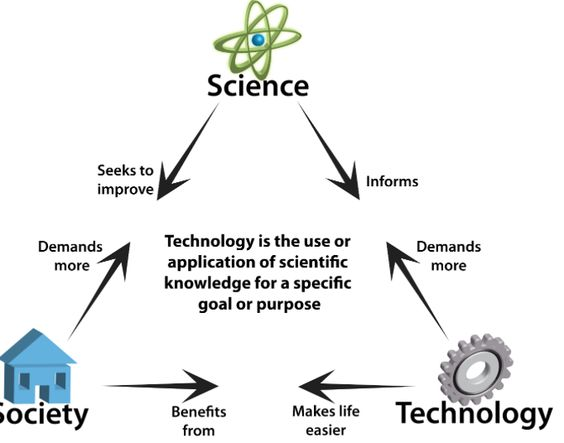 Science
Seeks to
improve
Informs
Demands
more
Technology is the use or
application of scientific
knowledge for a specific
goal or purpose
Demands
more
Society
Technology
Benefits
from
Makes life
easier